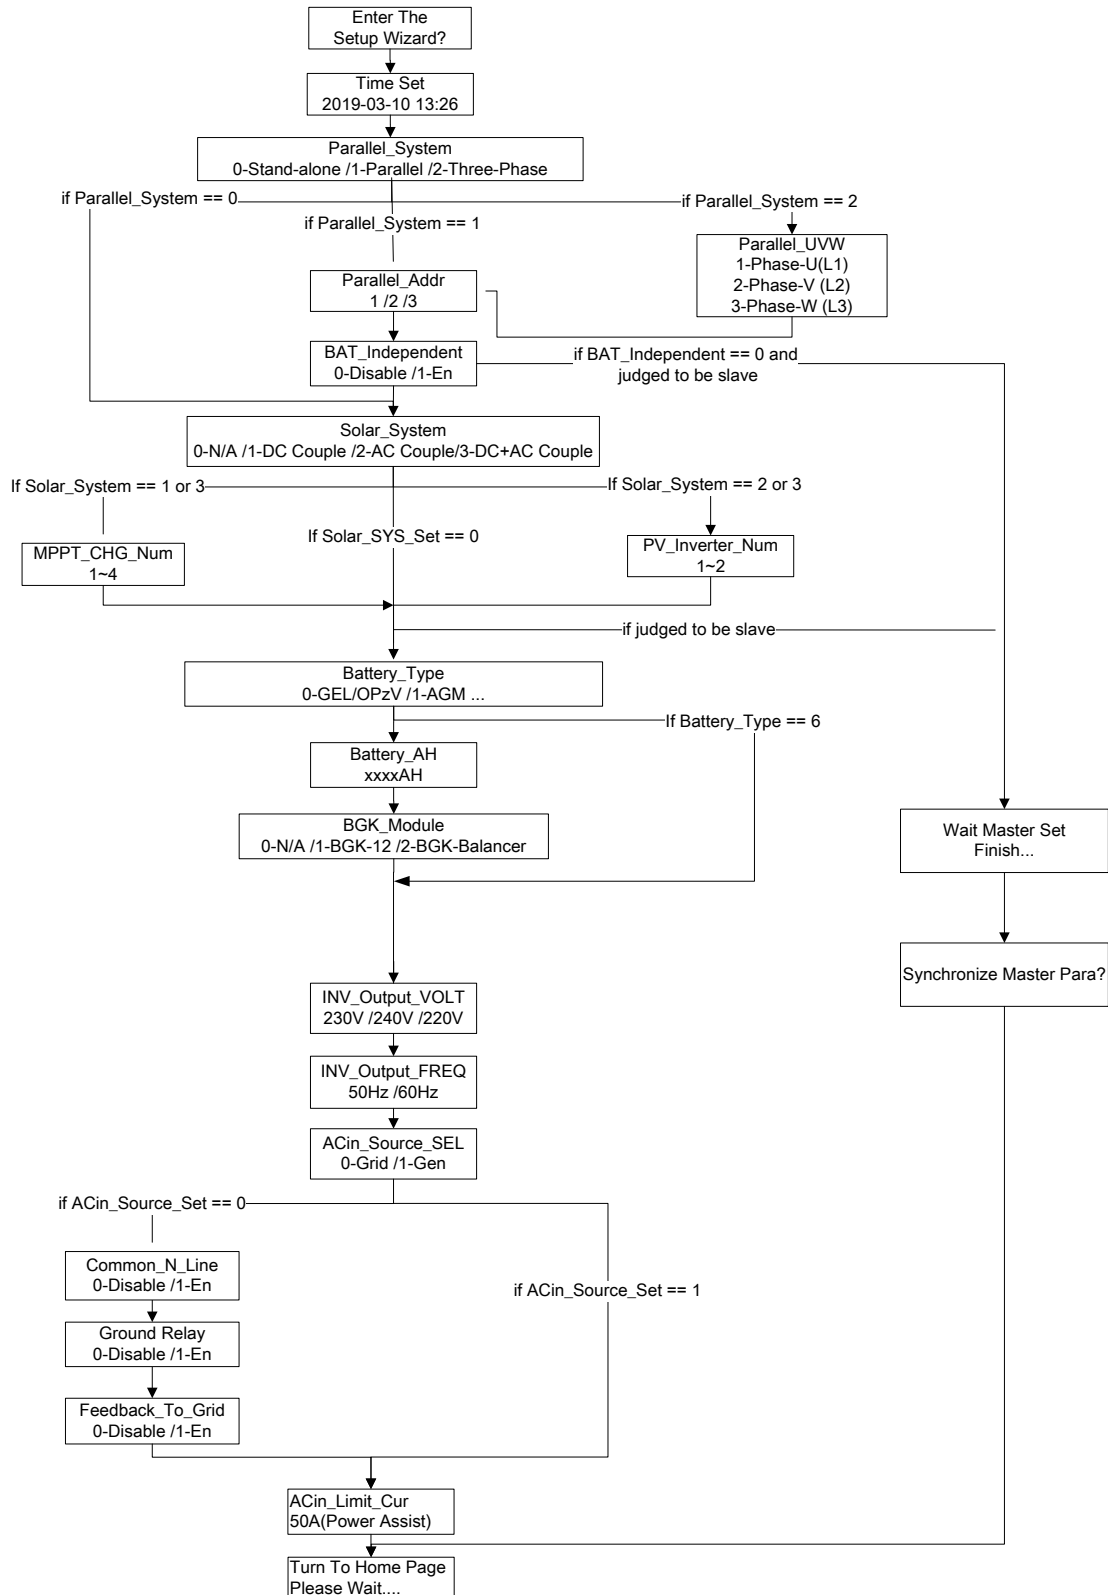 Enter The
Setup Wizard?
Time Set
2019-03-10 13:26
Parallel_System
0-Stand-alone /1-Parallel /2-Three-Phase
if Parallel_System == 0
if Parallel_System == 1
if Parallel_System == 2
Parallel_UVW
1-Phase-U(L1)
2-Phase-V (L2)
3-Phase-W (L3)
Parallel_Addr
1 /2 /3
BAT_Independent
0-Disable /1-En
if BAT_Independent == 0 and
judged to be slave
Solar_System
0-N/A /1-DC Couple /2-AC Couple/3-DC+AC Couple
If Solar_System == 1 or 3
If Solar_SYS_Set == 0
If Solar_System == 2 or 3
MPPT_CHG_Num
1~4
PV_Inverter_Num
1~2
if judged to be slave
Battery_Type
0-GEL/OPzV /1-AGM ...
If Battery_Type == 6
Battery_AH
xxxxAH
BGK_Module
0-N/A /1-BGK-12 /2-BGK-Balancer
Wait Master Set
Finish...
Synchronize Master Para?
INV_Output_VOLT
230V /240V /220V
INV_Output_FREQ
50Hz /60Hz
ACin_Source_SEL
0-Grid /1-Gen
if ACin_Source_Set == 0
Common_N_Line
0-Disable /1-En
if ACin_Source_Set == 1
Ground Relay
0-Disable /1-En
Feedback_To_Grid
0-Disable /1-En
ACin_Limit_Cur
50A(Power Assist)
Turn To Home Page
Please Wait....